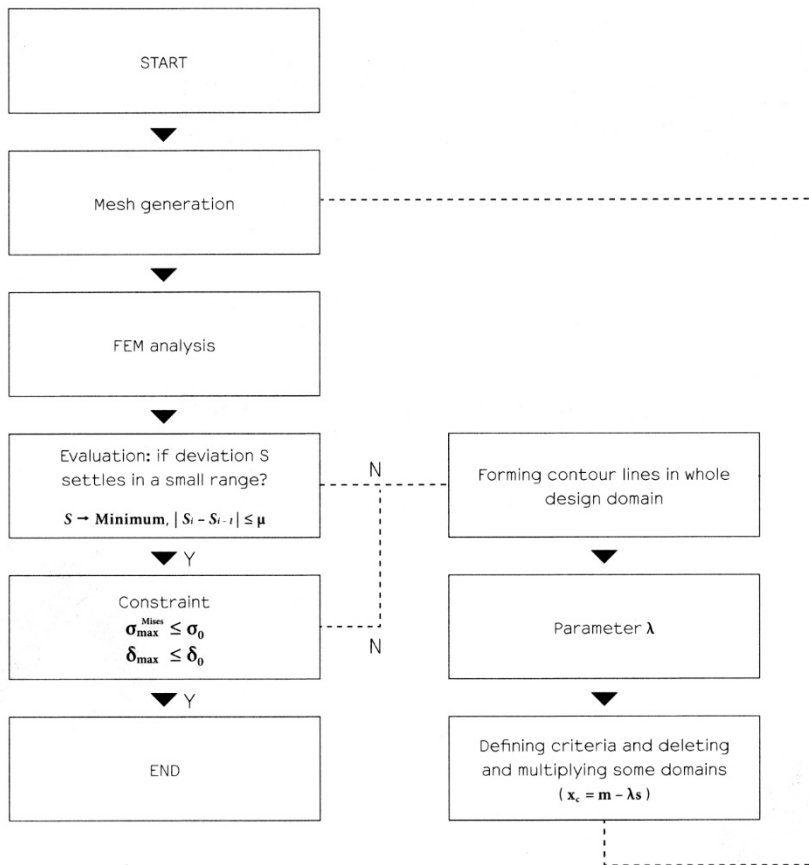 START
Mesh generation
FEM analysis
Evaluation: if deviation S
settles in a small range?
S → Minimum, | Si – Si-1 | ≤ μ
N
Y
Constraint
σmax Mises ≤ σ0
δmax ≤ δ0
N
Y
END
Forming contour lines in whole
design domain
Parameter λ
Defining criteria and deleting
and multiplying some domains
( xc = m – λs )